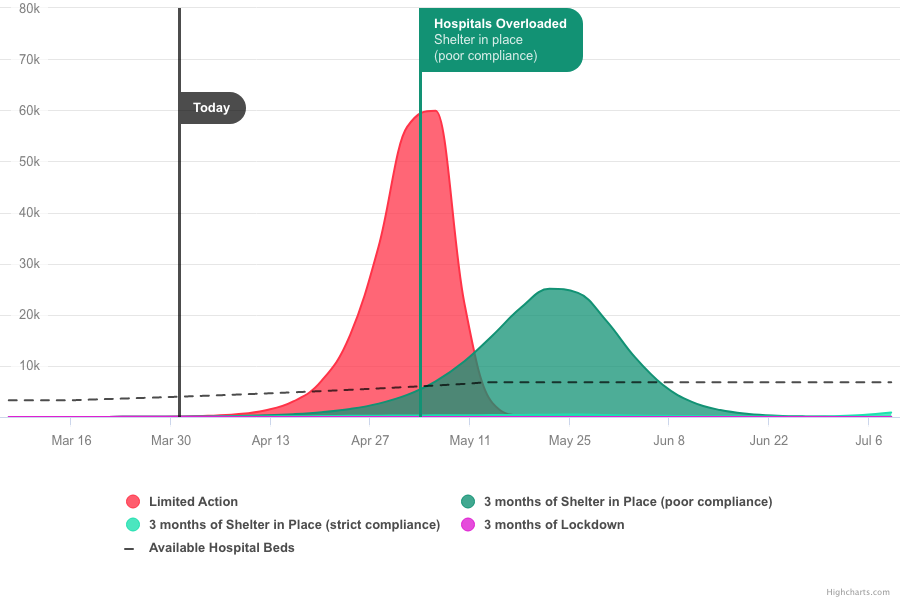 80k
Hospitals Overloaded
Shelter in place
(poor compliance)
70k
Today
60k
50k
40k
30k
20k
10k
Mar 16
Mar 30
Apr 13
Apr 27
May 11
May 25
Jun 8
Jun 22
Jul 6
Limited Action
3 months of Shelter in Place (poor compliance)
3 months of Shelter in Place (strict compliance)
3 months of Lockdown
Available Hospital Beds
Highcharts.com